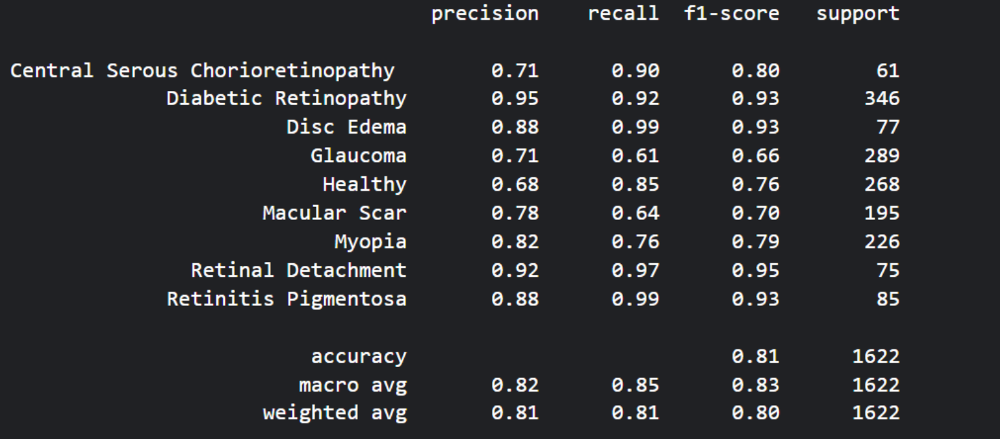 precision recall f1-score support
Central Serous Chorioretinopathy 0.71 0.90 0.80 61
Diabetic Retinopathy 0.95 0.92 0.93 346
Disc Edema 0.88 0.99 0.93 77
Glaucoma 0.71 0.61 0.66 289
Healthy 0.68 0.85 0.76 268
Macular Scar 0.78 0.64 0.70 195
Myopia 0.82 0.76 0.79 226
Retinal Detachment 0.92 0.97 0.95 75
Retinitis Pigmentosa 0.88 0.99 0.93 85
accuracy 0.81 1622
macro avg 0.82 0.85 0.83 1622
weighted avg 0.81 0.81 0.80 1622